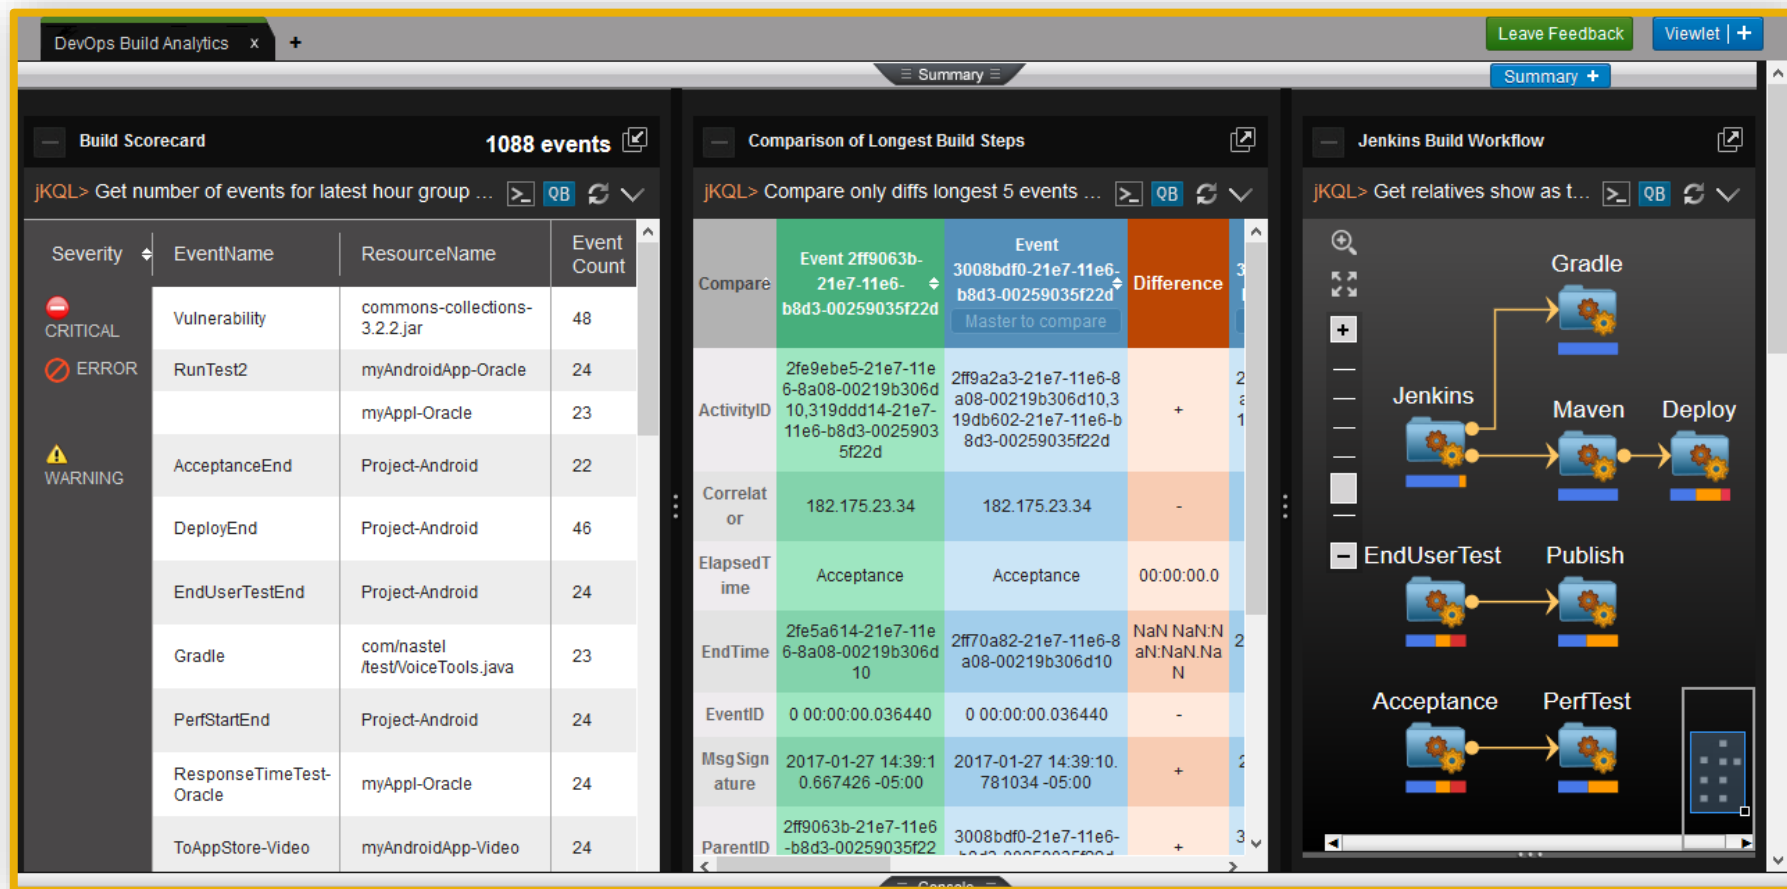 DevOps Build Analytics x +
Leave Feedback
Viewlet | +
Summary
Summary +
Build Scorecard
1088 events
jKQL> Get number of events for latest hour group ...
>_ QB
Severity
EventName
ResourceName
Event
Count
CRITICAL
Vulnerability
commons-collections-
3.2.2.jar
48
ERROR
RunTest2
myAndroidApp-Oracle
24
myAppl-Oracle
23
WARNING
AcceptanceEnd
Project-Android
22
DeployEnd
Project-Android
46
EndUserTestEnd
Project-Android
24
Gradle
com/nastel
/test/VoiceTools.java
23
PerfStartEnd
Project-Android
24
ResponseTimeTest-
Oracle
myAppl-Oracle
24
ToAppStore-Video
myAndroidApp-Video
24
Comparison of Longest Build Steps
jKQL> Compare only diffs longest 5 events ...
>_ QB
Compare
Event 2ff9063b-
21e7-11e6-
b8d3-00259035f22d
Event
3008bdf0-21e7-11e6-
b8d3-00259035f22d
Master to compare
Difference
ActivityID
2fe9ebe5-21e7-11e
6-8a08-00219b306d
10,319ddd14-21e7-
11e6-b8d3-0025903
5f22d
2ff9a2a3-21e7-11e6-8
a08-00219b306d10,3
19db602-21e7-11e6-b
8d3-00259035f22d
+
Correlat
or
182.175.23.34
182.175.23.34
-
ElapsedT
ime
Acceptance
Acceptance
00:00:00.0
EndTime
2fe5a614-21e7-11e
6-8a08-00219b306d
10
2ff70a82-21e7-11e6-8
a08-00219b306d10
NaN NaN:N
aN:NaN.Na
N
EventID
0 00:00:00.036440
0 00:00:00.036440
-
MsgSign
ature
2017-01-27 14:39:1
0.667426 -05:00
2017-01-27 14:39:10.
781034 -05:00
+
ParentID
2ff9063b-21e7-11e6
-b8d3-00259035f22
3008bdf0-21e7-11e6-
+
Jenkins Build Workflow
jKQL> Get relatives show as t...
>_ QB
Gradle
Jenkins
Maven
Deploy
EndUserTest
Publish
Acceptance
PerfTest
Console